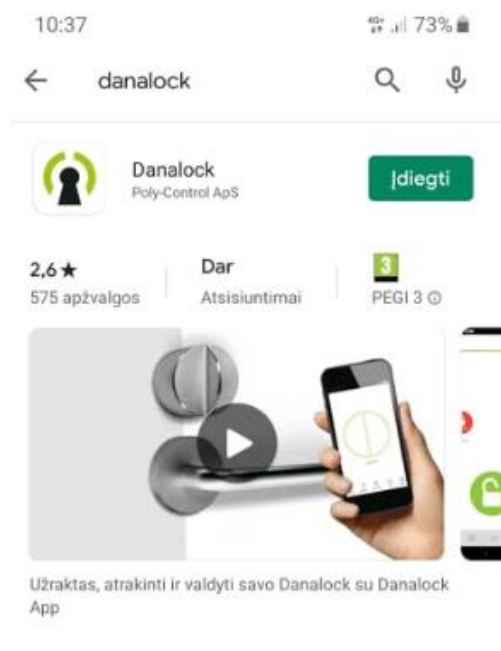 10:37
4G+ 73%
danalock
Danalock
Poly-Control ApS
Įdiegti
2,6★
575 apžvalgos
Dar
Atsisiuntimai
3
PEGI 3
Užraktas, atrakinti ir valdyti savo Danalock su Danalock
App